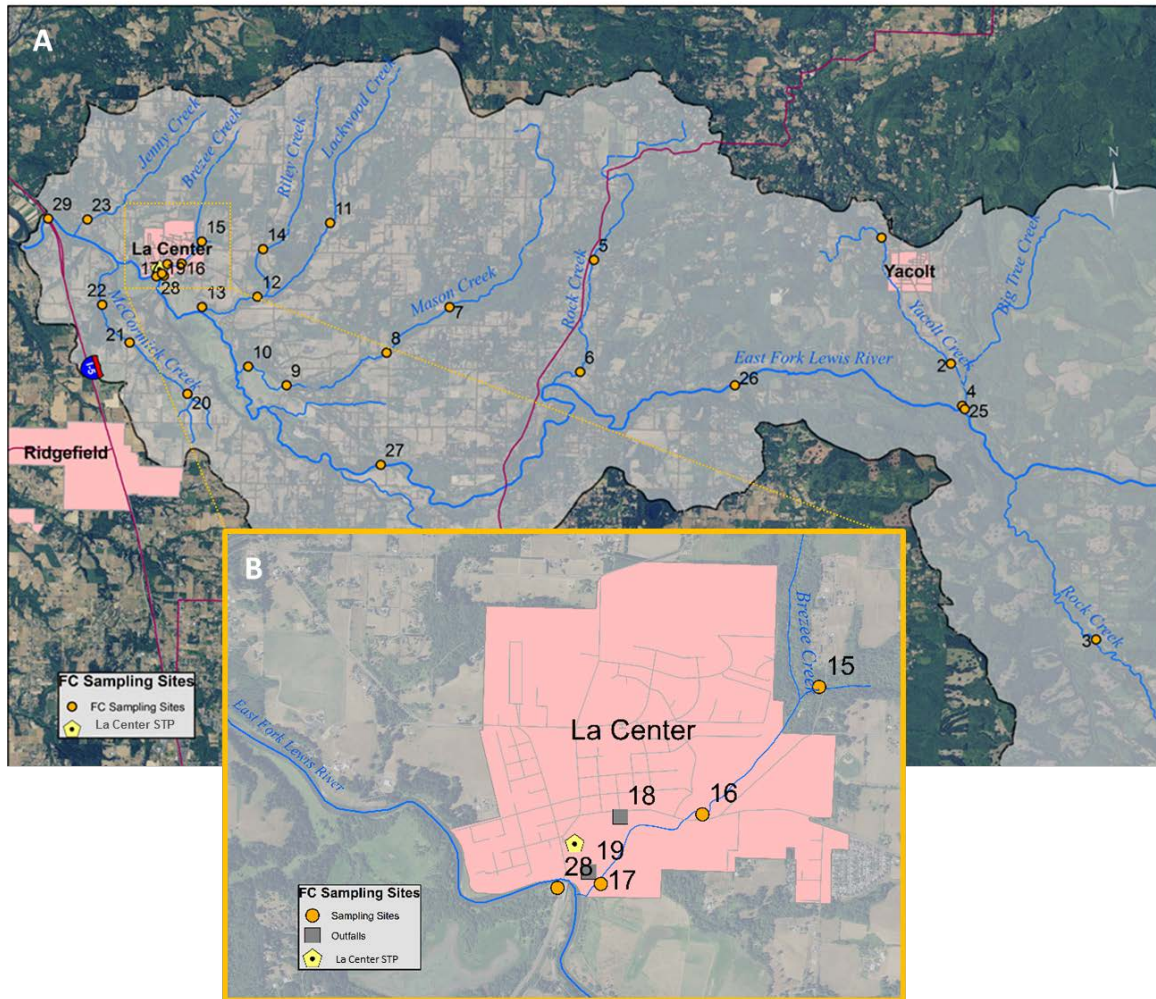 A
Jenny Creek
Brezee Creek
Riley Creek
Lockwood Creek
N
29
23
15
La Center
14
11
1
5
Yacolt
Big Tree Creek
Rock Creek
17
19
16
28
12
13
Mason Creek
7
22
McCormick Creek
21
8
Yacolt Creek
10
9
6
East Fork Lewis River
2
26
I-5
20
4
25
Ridgefield
27
Rock Creek
3
FC Sampling Sites
FC Sampling Sites
La Center STP
B
Brezee Creek
15
East Fork Lewis River
La Center
18
16
19
28
17
FC Sampling Sites
Sampling Sites
Outfalls
La Center STP